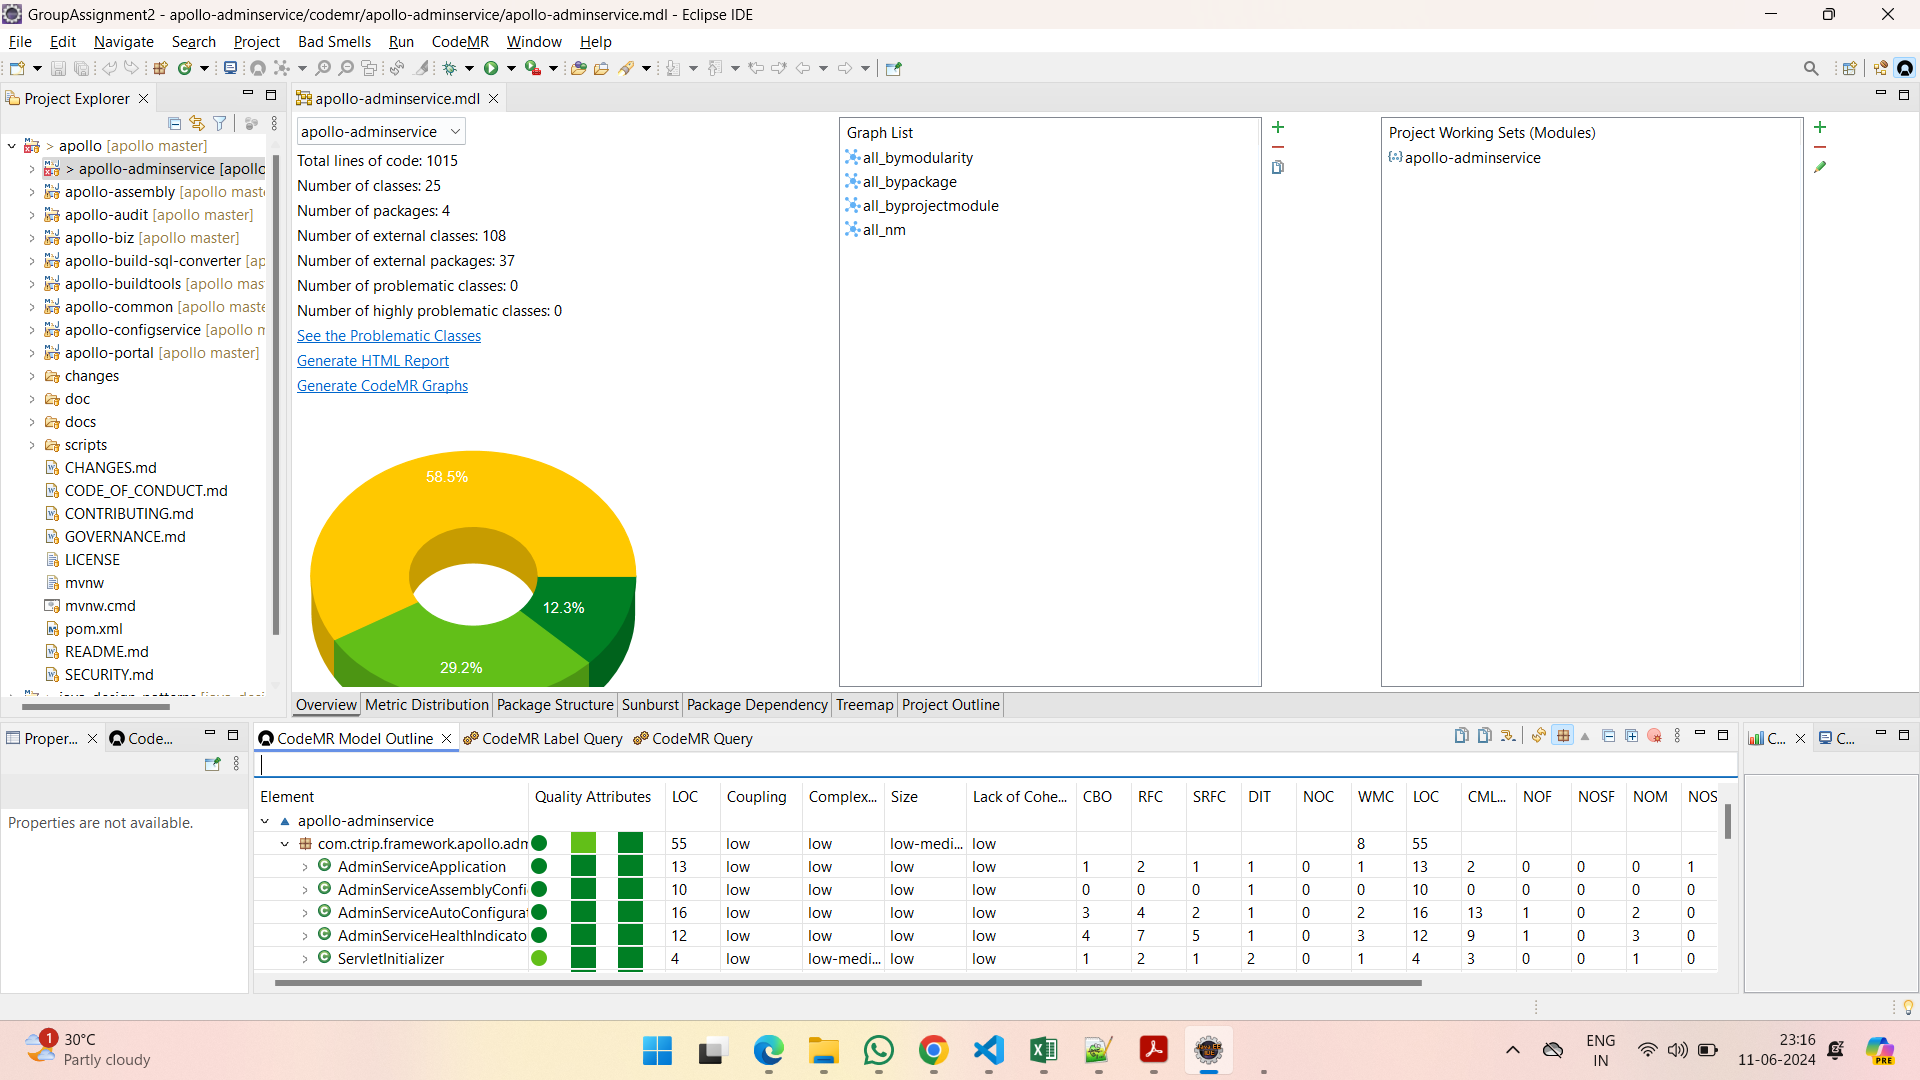 GroupAssignment2 - apollo-adminservice/codemr/apollo-adminservice/apollo-adminservice.mdl - Eclipse IDE
File Edit Navigate Search Project Bad Smells Run CodeMR Window Help
Project Explorer
> apollo [apollo master]
> apollo-adminservice [apollo
apollo-assembly [apollo maste
apollo-audit [apollo master]
apollo-biz [apollo master]
apollo-build-sql-converter [ap
apollo-buildtools [apollo mas
apollo-common [apollo maste
apollo-configservice [apollo m
apollo-portal [apollo master]
changes
doc
docs
scripts
CHANGES.md
CODE_OF_CONDUCT.md
CONTRIBUTING.md
GOVERNANCE.md
LICENSE
mvnw
mvnw.cmd
pom.xml
README.md
SECURITY.md
apollo-adminservice.mdl
apollo-adminservice
Total lines of code: 1015
Number of classes: 25
Number of packages: 4
Number of external classes: 108
Number of external packages: 37
Number of problematic classes: 0
Number of highly problematic classes: 0
See the Problematic Classes
Generate HTML Report
Generate CodeMR Graphs
58.5%
12.3%
29.2%
Graph List
all_bymodularity
all_bypackage
all_byprojectmodule
all_nm
Project Working Sets (Modules)
apollo-adminservice
Overview Metric Distribution Package Structure Sunburst Package Dependency Treemap Project Outline
Proper... Code...
Properties are not available.
CodeMR Model Outline CodeMR Label Query CodeMR Query
C... C...
Element Quality Attributes LOC Coupling Complex... Size Lack of Cohe... CBO RFC SRFC DIT NOC WMC LOC CML... NOF NOSF NOM NOS
apollo-adminservice
com.ctrip.framework.apollo.adm 55 low low low-medi... low 8 55
AdminServiceApplication 13 low low low low 1 2 1 1 0 1 13 2 0 0 0 1
AdminServiceAssemblyConfi 10 low low low low 0 0 0 1 0 0 10 0 0 0 0 0
AdminServiceAutoConfigurat 16 low low low low 3 4 2 1 0 2 16 13 1 0 2 0
AdminServiceHealthIndicato 12 low low low low 4 7 5 1 0 3 12 9 1 0 3 0
ServletInitializer 4 low low-medi... low low 1 2 1 2 0 1 4 3 0 0 1 0
1
30°C
Partly cloudy
ENG
IN
23:16
11-06-2024
PRE